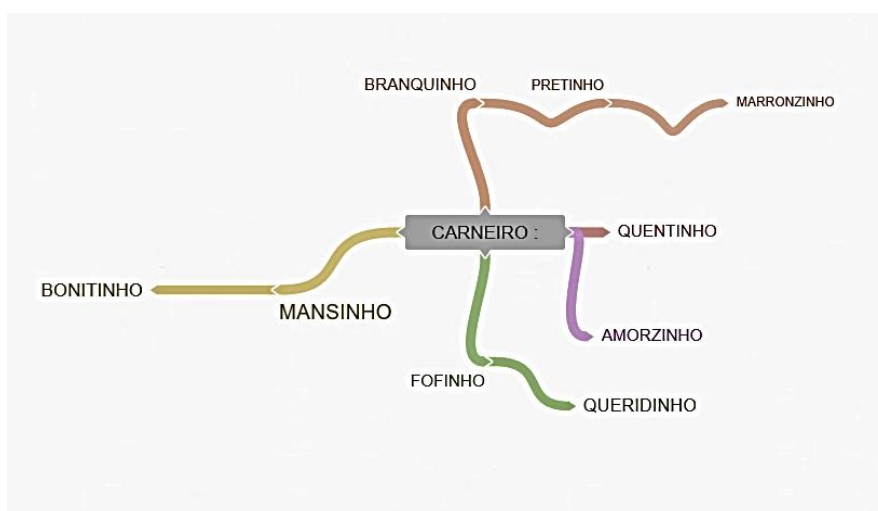 BRANQUINHO
PRETINHO
MARRONZINHO
CARNEIRO :
QUENTINHO
BONITINHO
MANSINHO
AMORZINHO
FOFINHO
QUERIDINHO